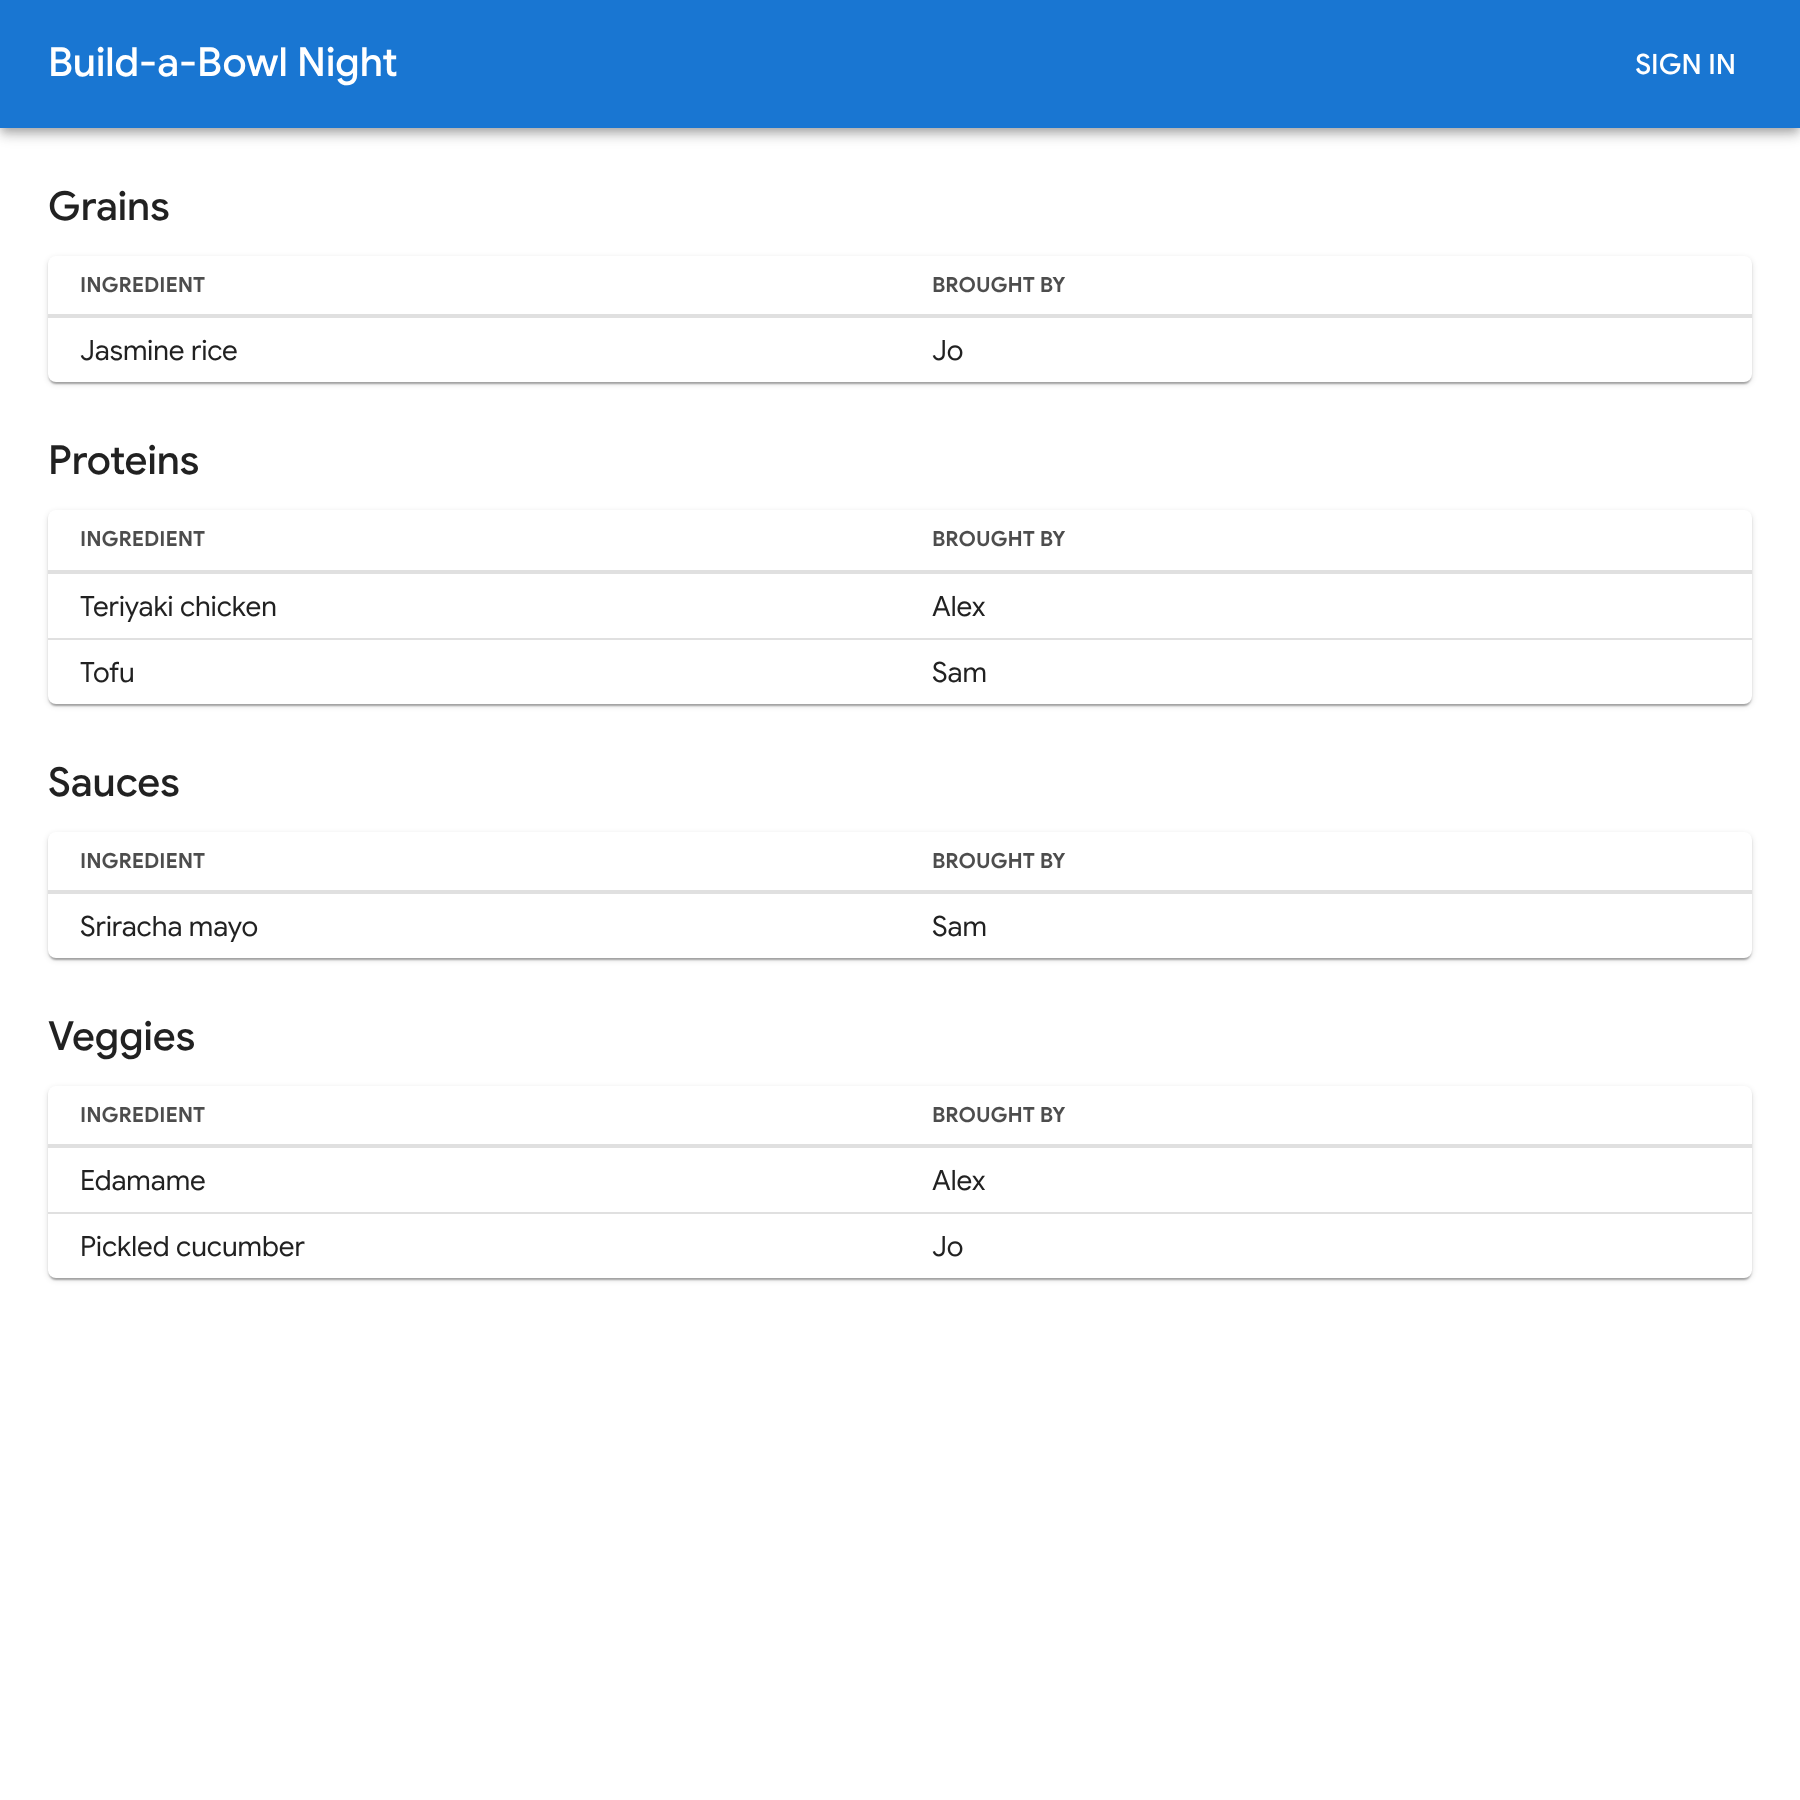 Build-a-Bowl Night SIGN IN
Grains
INGREDIENT BROUGHT BY
Jasmine rice Jo
Proteins
INGREDIENT BROUGHT BY
Teriyaki chicken Alex
Tofu Sam
Sauces
INGREDIENT BROUGHT BY
Sriracha mayo Sam
Veggies
INGREDIENT BROUGHT BY
Edamame Alex
Pickled cucumber Jo